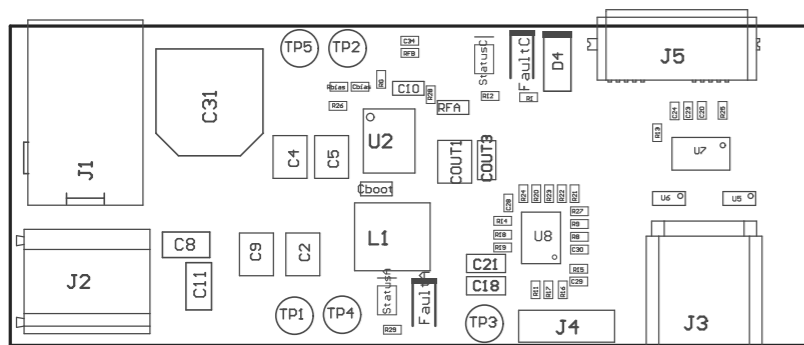 TP5
TP2
C34
RFB
StatusC
FaultC
D4
J5
C31
Rbias
Cbias
C10
R28
RFA
R12
R1
R26
J1
C4
C5
U2
COUT1
COUT3
C24
C23
C20
R25
R13
U7
Cboot
U6
U5
L1
C28
R24
R20
R23
R22
R21
R14
R18
R19
U8
R27
R9
R8
C30
R15
C29
C8
C9
C2
C11
J2
C21
C18
StatusA
Fault
R11
R17
R16
TP1
TP4
R29
TP3
J4
J3